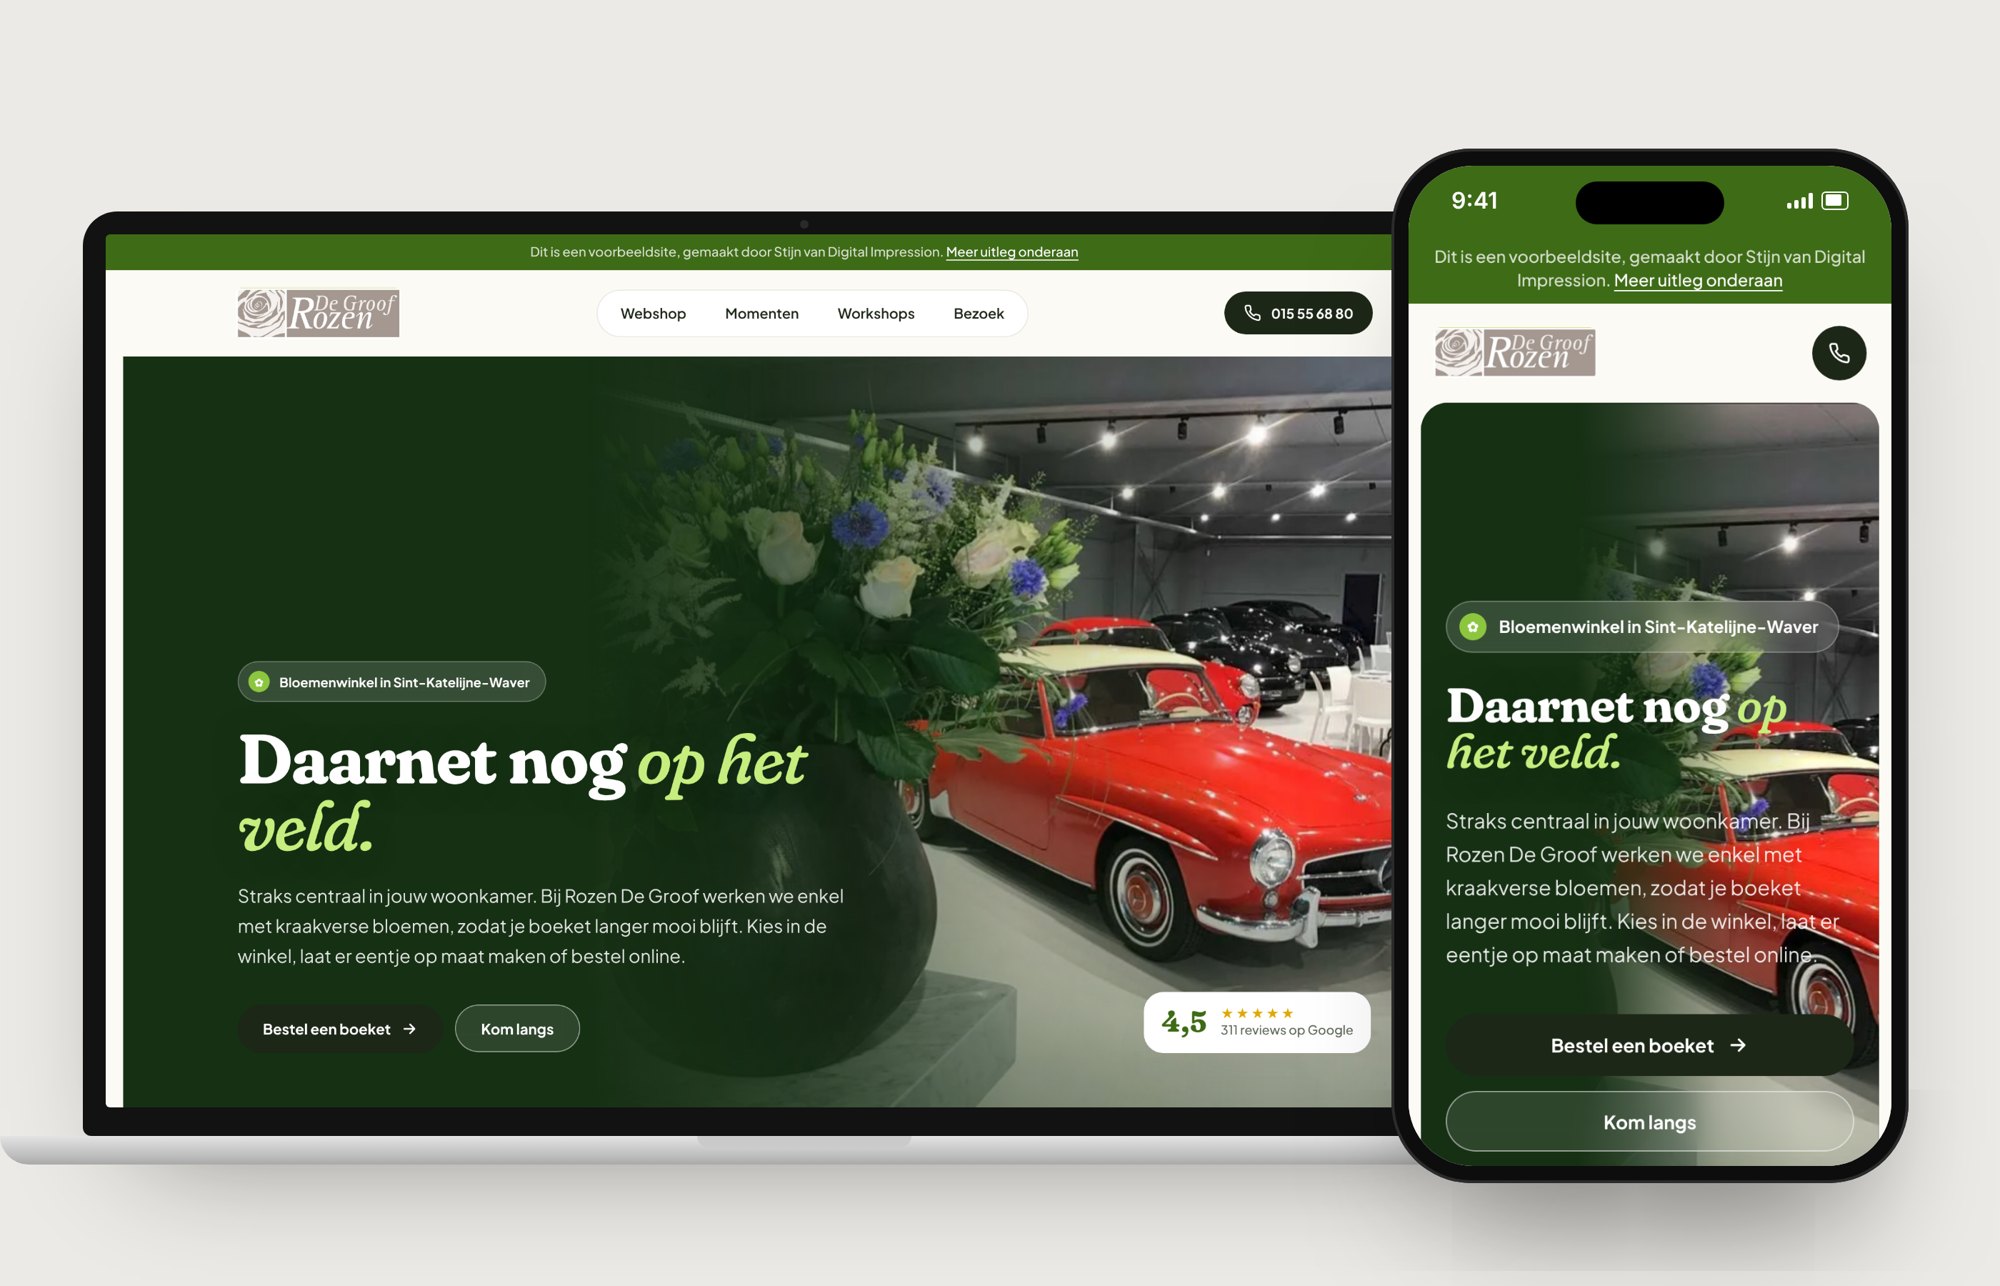 Dit is een voorbeeldsite, gemaakt door Stijn van Digital Impression. Meer uitleg onderaan
De Groof
Rozen
Webshop
Momenten
Workshops
Bezoek
015 55 68 80
Bloemenwinkel in Sint-Katelijne-Waver
Daarnet nog op het
veld.
Straks centraal in jouw woonkamer. Bij Rozen De Groof werken we enkel
met kraakverse bloemen, zodat je boeket langer mooi blijft. Kies in de
winkel, laat er eentje op maat maken of bestel online.
Bestel een boeket →
Kom langs
4,5
★★★★★
311 reviews op Google
9:41
Dit is een voorbeeldsite, gemaakt door Stijn van Digital
Impression. Meer uitleg onderaan
De Groof
Rozen
Bloemenwinkel in Sint-Katelijne-Waver
Daarnet nog op
het veld.
Straks centraal in jouw woonkamer. Bij
Rozen De Groof werken we enkel met
kraakverse bloemen, zodat je boeket
langer mooi blijft. Kies in de winkel, laat er
eentje op maat maken of bestel online.
Bestel een boeket →
Kom langs